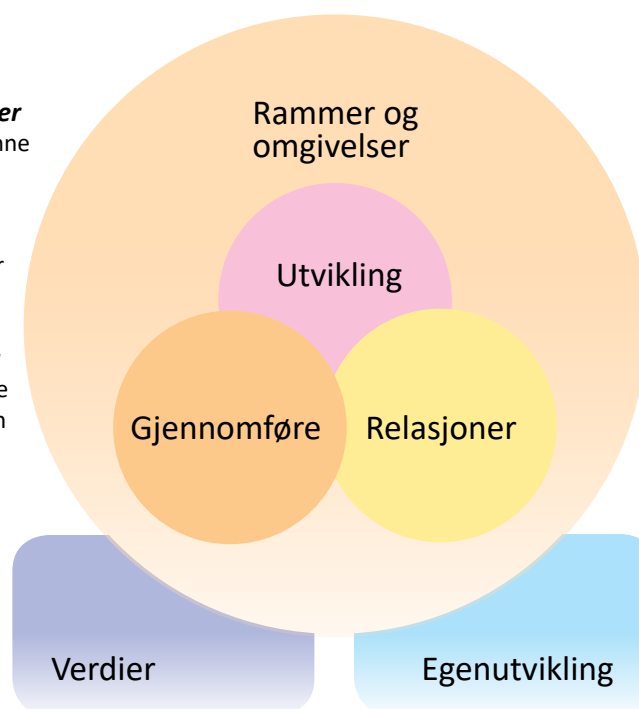 Rammer og
omgivelser
Utvikling
Gjennomføre
Relasjoner
Verdier
Egenutvikling